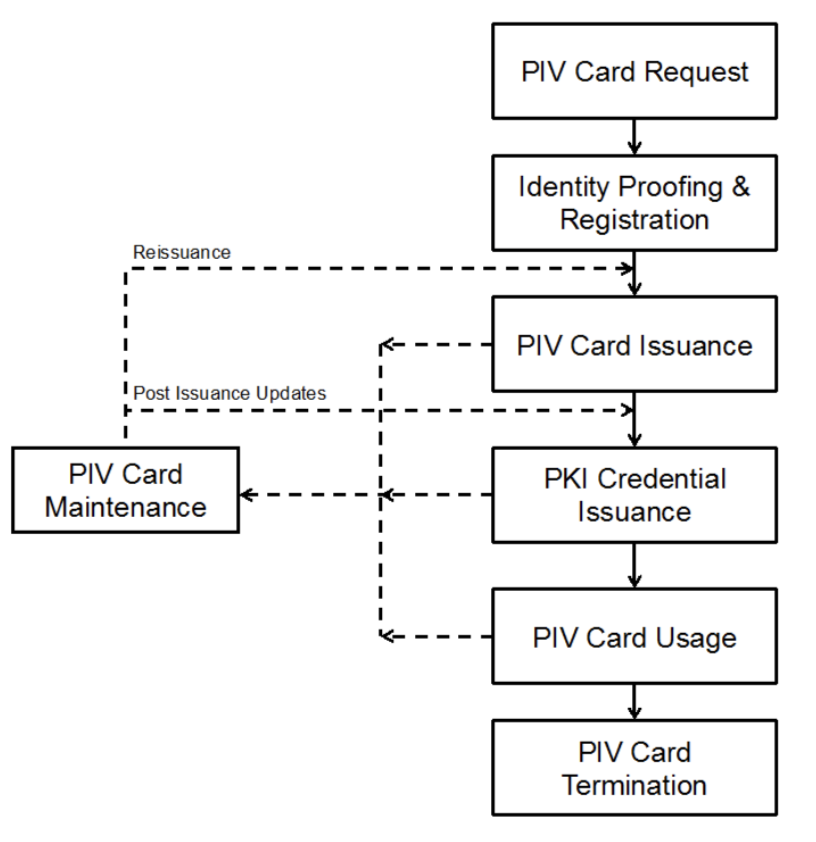 PIV Card Request
Identity Proofing &
Registration
Reissuance
PIV Card Issuance
Post Issuance Updates
PIV Card
Maintenance
PKI Credential
Issuance
PIV Card Usage
PIV Card
Termination